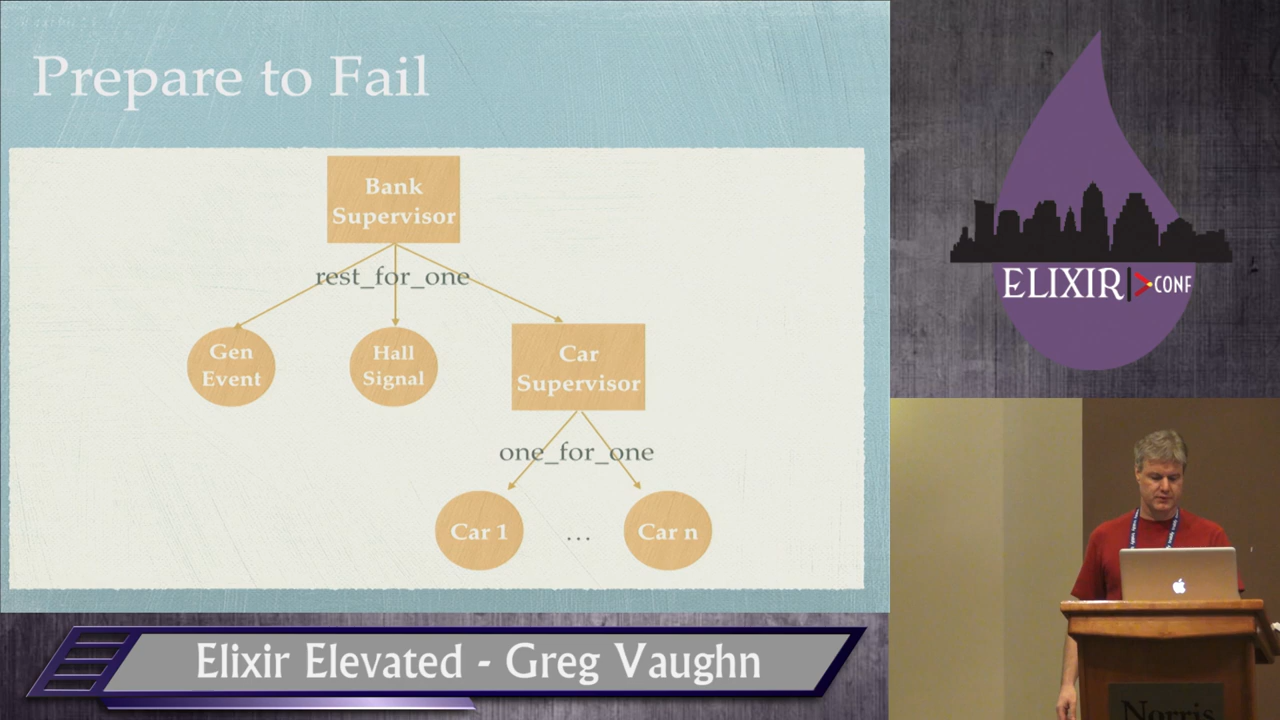 Prepare to Fail
Bank
Supervisor
rest_for_one
Gen
Event
Hall
Signal
Car
Supervisor
one_for_one
Car 1
...
Car n
ELIXIR
CONF
Norris
Elixir Elevated - Greg Vaughn